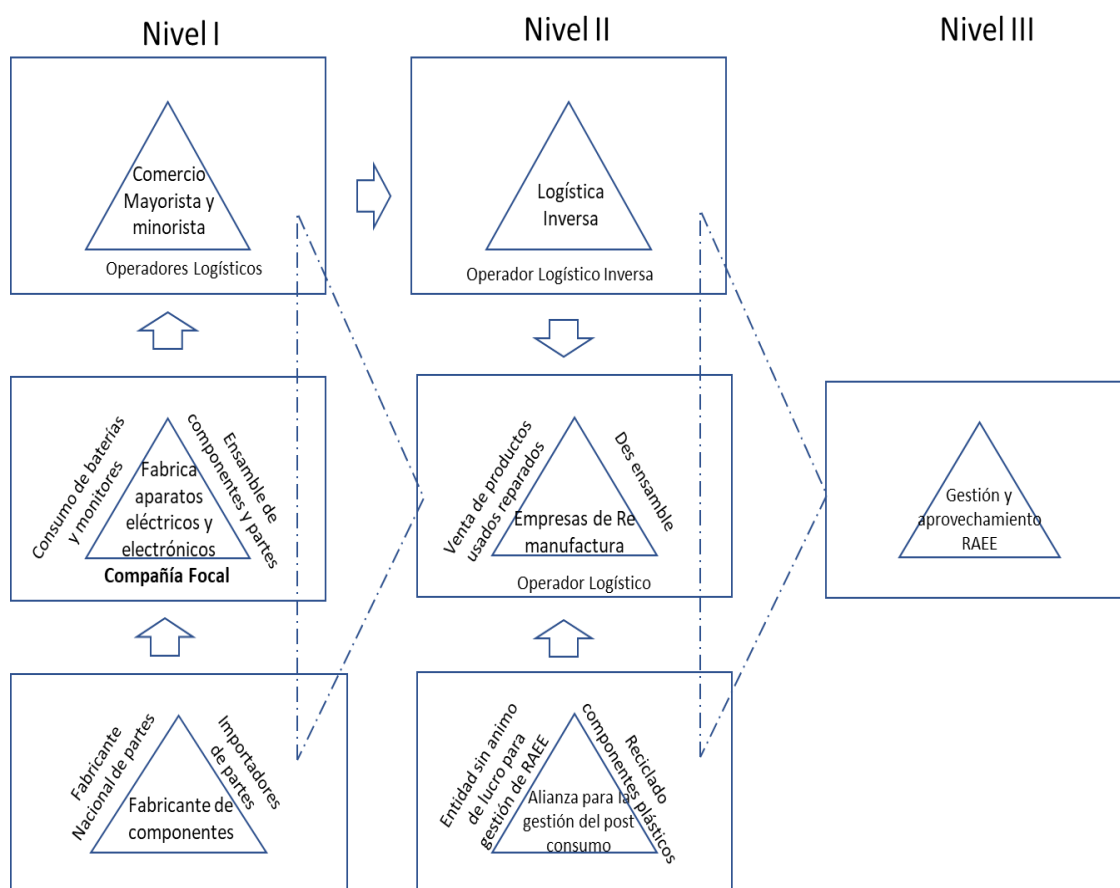 Nivel I
Nivel II
Nivel III
Comercio
Mayorista y
minorista
Operadores Logísticos
Logística
Inversa
Operador Logístico Inversa
Consumo de baterías
y monitores
Fabrica
aparatos
eléctricos y
electrónicos
Ensamble de
componentes y partes
Compañía Focal
Venta de productos
usados reparados
Empresas de Re
manufactura
Des ensamble
Operador Logístico
Gestión y
aprovechamiento
RAEE
Fabricante
Nacional de partes
Fabricante de
componentes
Importadores
de partes
Entidad sin animo
de lucro para
gestión de RAEE
Alianza para la
gestión del post
consumo
Reciclado
componentes plásticos